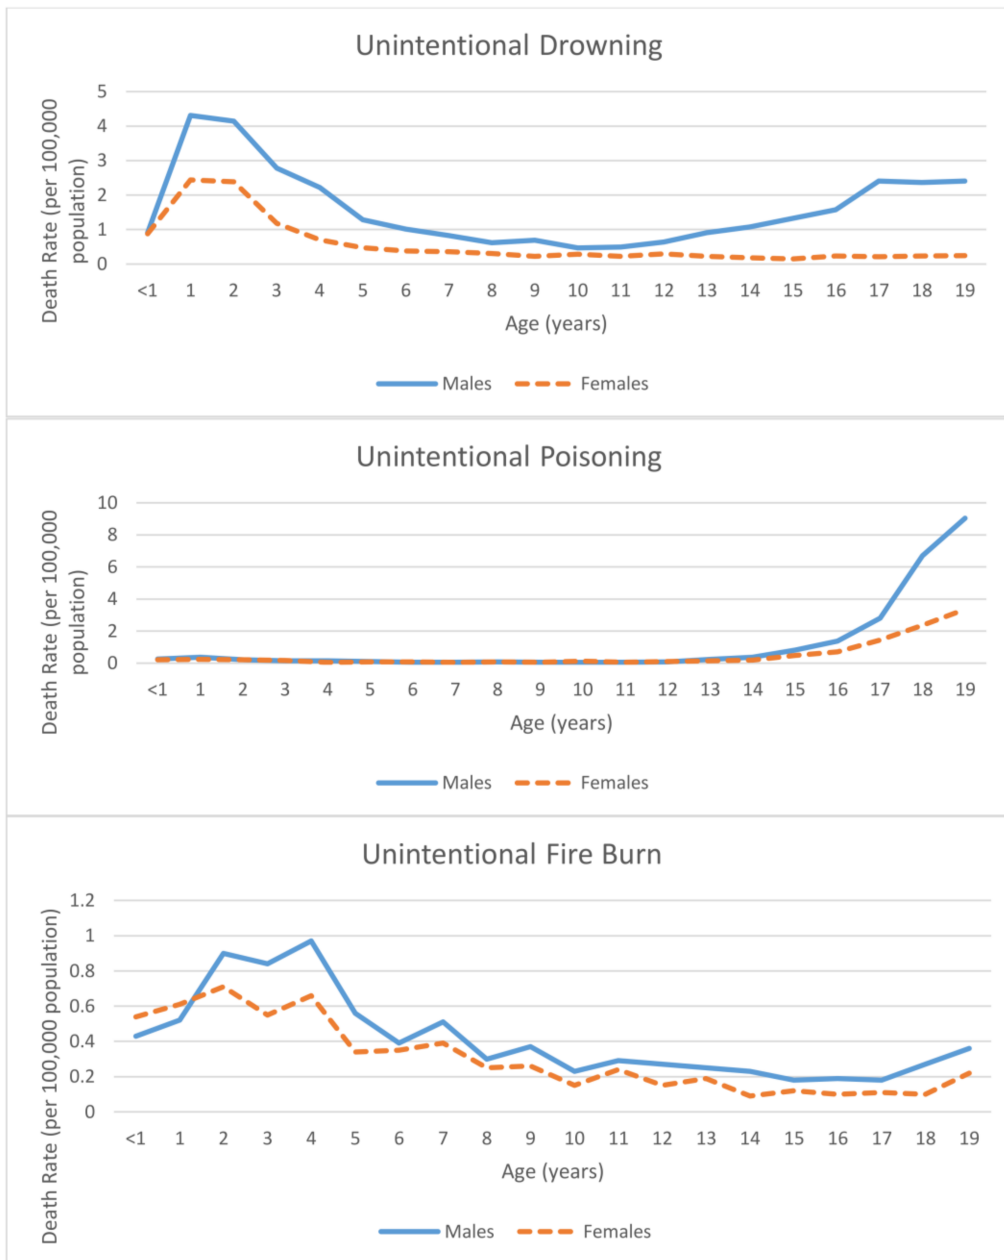 Unintentional Drowning
Death Rate (per 100,000
population)
5
4
3
2
1
0
<1 1 2 3 4 5 6 7 8 9 10 11 12 13 14 15 16 17 18 19
Age (years)
Males Females
Unintentional Poisoning
Death Rate (per 100,000
population)
10
8
6
4
2
0
<1 1 2 3 4 5 6 7 8 9 10 11 12 13 14 15 16 17 18 19
Age (years)
Males Females
Unintentional Fire Burn
Death Rate (per 100,000 population)
1.2
1
0.8
0.6
0.4
0.2
0
<1 1 2 3 4 5 6 7 8 9 10 11 12 13 14 15 16 17 18 19
Age (years)
Males Females